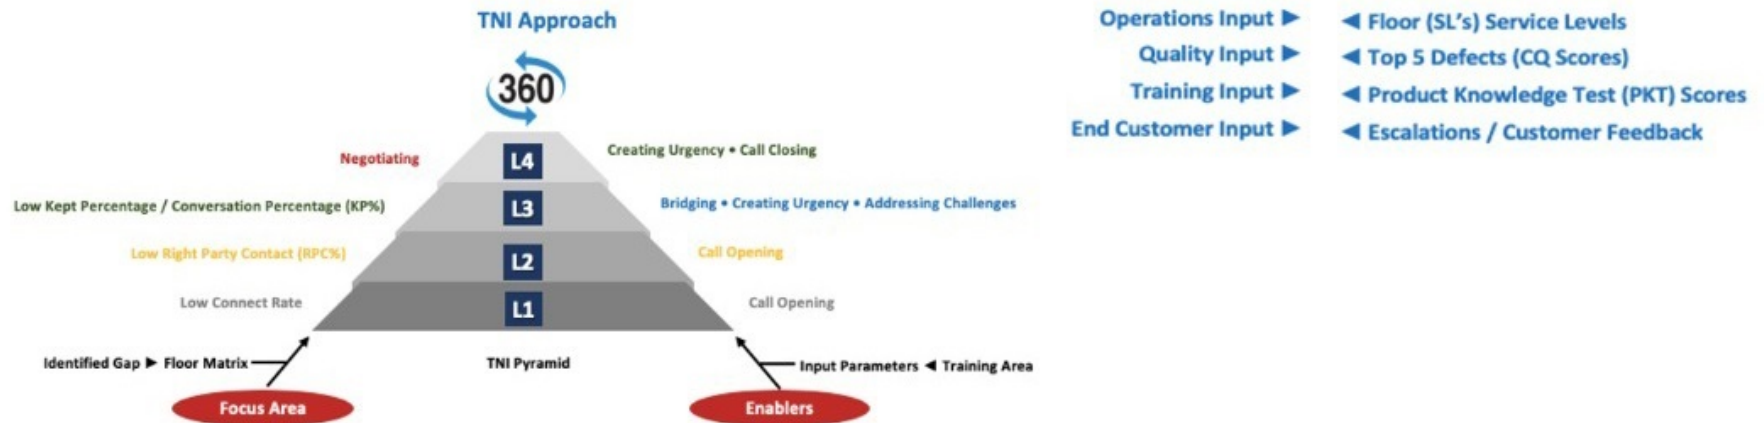 TNI Approach
360
Negotiating
L4
Creating Urgency • Call Closing
Low Kept Percentage / Conversation Percentage (KP%)
L3
Bridging • Creating Urgency • Addressing Challenges
Low Right Party Contact (RPC%)
L2
Call Opening
Low Connect Rate
L1
Call Opening
Identified Gap ► Floor Matrix
TNI Pyramid
Input Parameters ◄ Training Area
Focus Area
Enablers
Operations Input ► ◄ Floor (SL's) Service Levels
Quality Input ► ◄ Top 5 Defects (CQ Scores)
Training Input ► ◄ Product Knowledge Test (PKT) Scores
End Customer Input ► ◄ Escalations / Customer Feedback